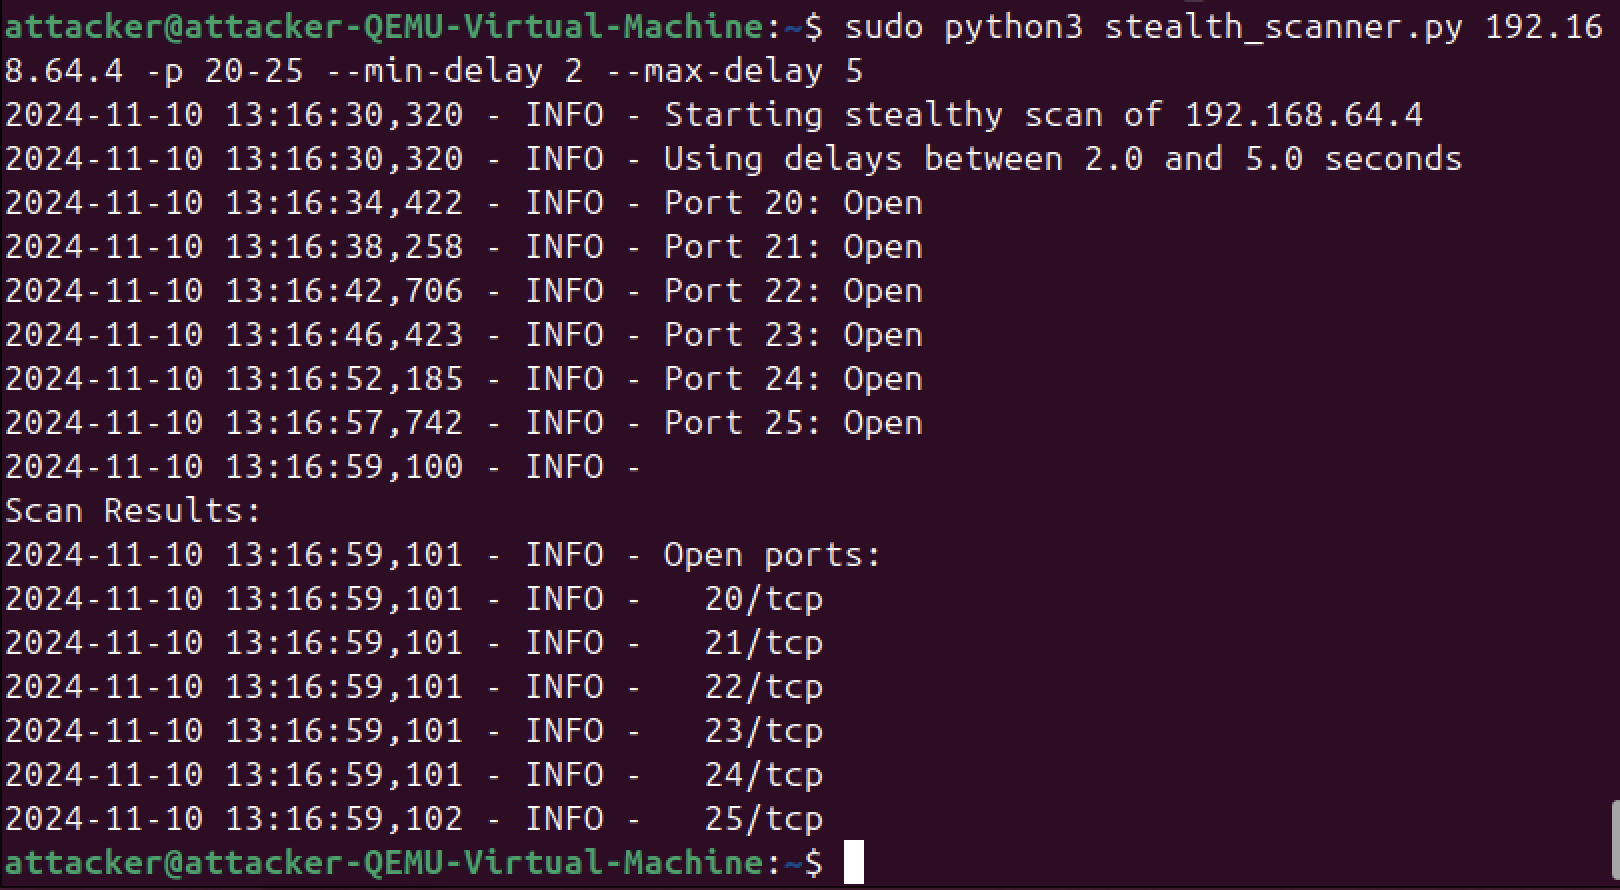 attacker@attacker-QEMU-Virtual-Machine:~$ sudo python3 stealth_scanner.py 192.16
8.64.4 -p 20-25 --min-delay 2 --max-delay 5
2024-11-10 13:16:30,320 - INFO - Starting stealthy scan of 192.168.64.4
2024-11-10 13:16:30,320 - INFO - Using delays between 2.0 and 5.0 seconds
2024-11-10 13:16:34,422 - INFO - Port 20: Open
2024-11-10 13:16:38,258 - INFO - Port 21: Open
2024-11-10 13:16:42,706 - INFO - Port 22: Open
2024-11-10 13:16:46,423 - INFO - Port 23: Open
2024-11-10 13:16:52,185 - INFO - Port 24: Open
2024-11-10 13:16:57,742 - INFO - Port 25: Open
2024-11-10 13:16:59,100 - INFO -
Scan Results:
2024-11-10 13:16:59,101 - INFO - Open ports:
2024-11-10 13:16:59,101 - INFO -   20/tcp
2024-11-10 13:16:59,101 - INFO -   21/tcp
2024-11-10 13:16:59,101 - INFO -   22/tcp
2024-11-10 13:16:59,101 - INFO -   23/tcp
2024-11-10 13:16:59,101 - INFO -   24/tcp
2024-11-10 13:16:59,102 - INFO -   25/tcp
attacker@attacker-QEMU-Virtual-Machine:~$